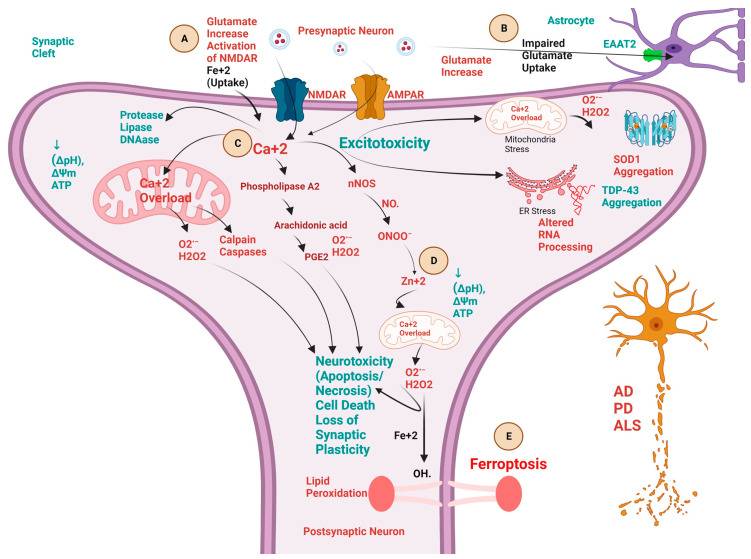 A
Glutamate
Increase
Activation
of NMDAR
Fe+2
(Uptake)
Synaptic
Cleft
Presynaptic Neuron
NMDAR
AMPAR
B
Astrocyte
Impaired
Glutamate
Uptake
EAAT2
Glutamate
Increase
Protease
Lipase
DNAase
C
Ca+2
Excitotoxicity
Ca+2
Overload
Mitochondria
Stress
O2·−
H2O2
SOD1
Aggregation
TDP-43
Aggregation
ER Stress
Altered
RNA
Processing
↓
(ΔpH),
ΔΨm
ATP
Ca+2
Overload
O2·−
H2O2
Calpain
Caspases
Phospholipase A2
Arachidonic acid
PGE2
O2·−
H2O2
nNOS
NO.
ONOO−
D
Zn+2
↓
(ΔpH),
ΔΨm
ATP
Ca+2
Overload
O2·−
H2O2
Neurotoxicity
(Apoptosis/
Necrosis)
Cell Death
Loss of
Synaptic
Plasticity
Fe+2
OH.
E
Ferroptosis
Lipid
Peroxidation
Postsynaptic Neuron
AD
PD
ALS